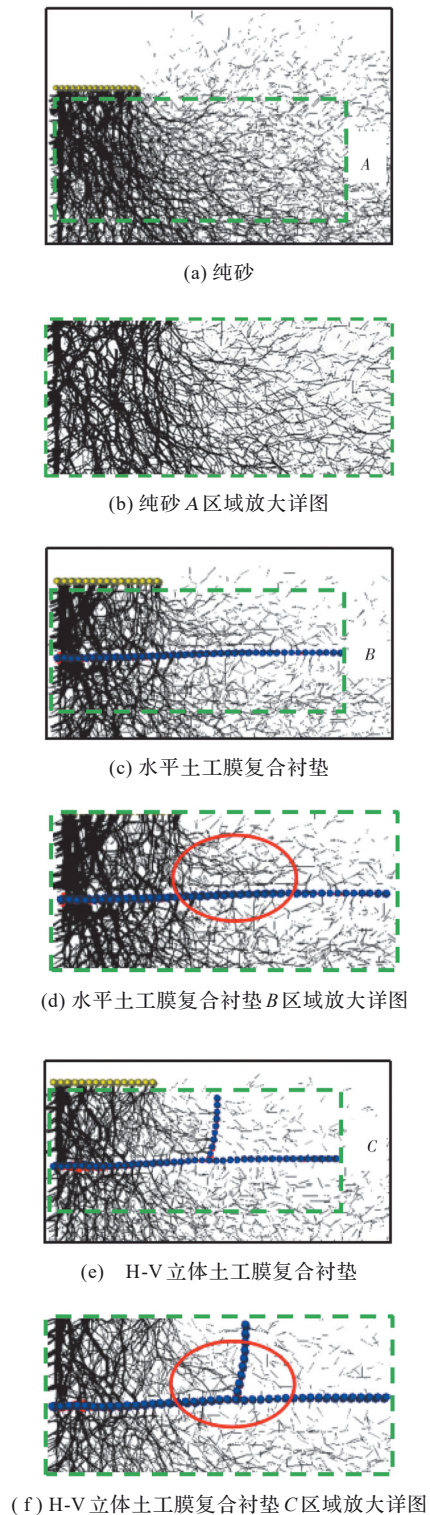 A
(a) 纯砂
(b) 纯砂 A 区域放大详图
B
(c) 水平土工膜复合衬垫
(d) 水平土工膜复合衬垫 B 区域放大详图
C
(e) H-V 立体土工膜复合衬垫
( f ) H-V 立体土工膜复合衬垫 C 区域放大详图